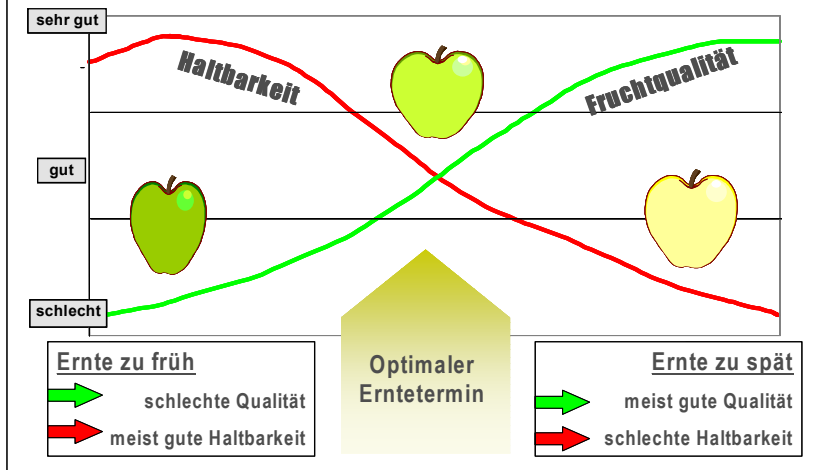 sehr gut
Haltbarkeit
Fruchtqualität
gut
schlecht
Ernte zu früh
schlechte Qualität
meist gute Haltbarkeit
Optimaler
Erntetermin
Ernte zu spät
meist gute Qualität
schlechte Haltbarkeit